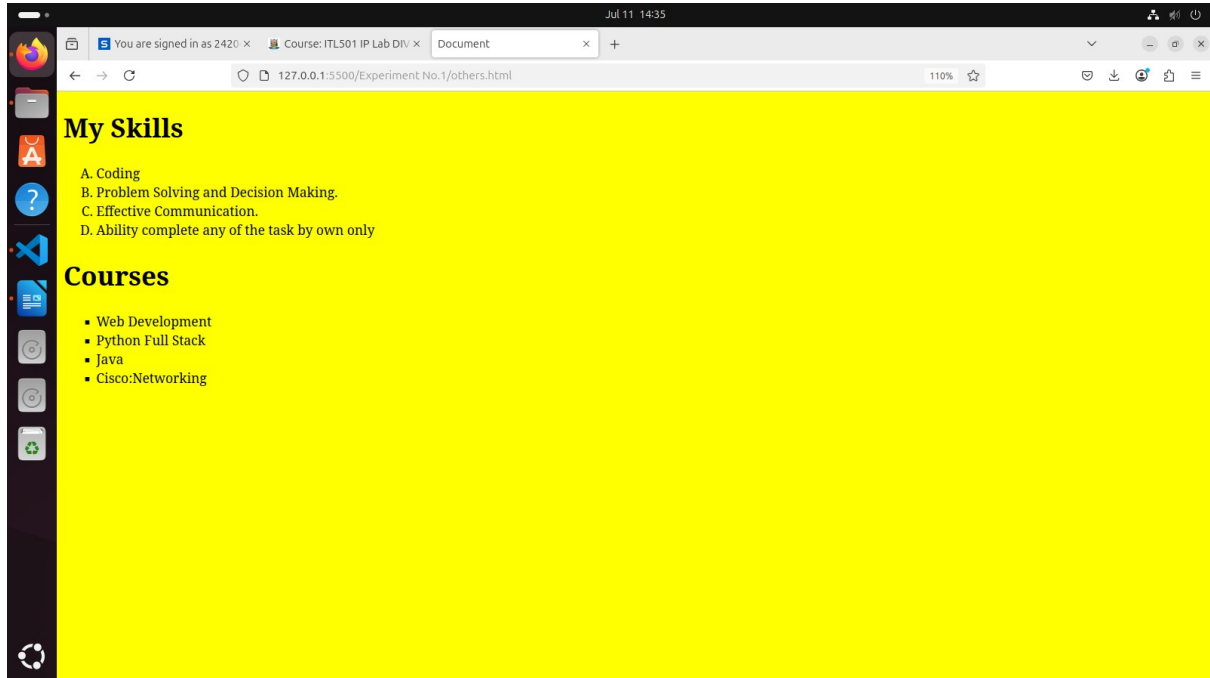 Jul 11 14:35
You are signed in as 2420
Course: ITL501 IP Lab DIV
Document
127.0.0.1:5500/Experiment No.1/others.html
110%
My Skills
A. Coding
B. Problem Solving and Decision Making.
C. Effective Communication.
D. Ability complete any of the task by own only
Courses
▪ Web Development
▪ Python Full Stack
▪ Java
▪ Cisco:Networking